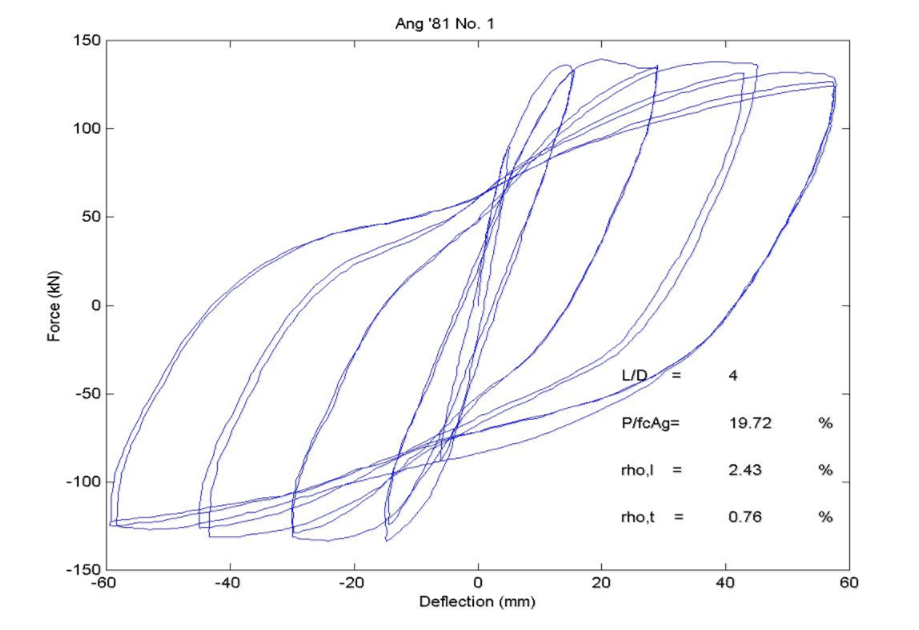 Ang '81 No. 1
150
100
50
0
-50
-100
-150
Force (kN)
L/D = 4
P/fcAg= 19.72 %
rho,l = 2.43 %
rho,t = 0.76 %
-60 -40 -20 0 20 40 60
Deflection (mm)